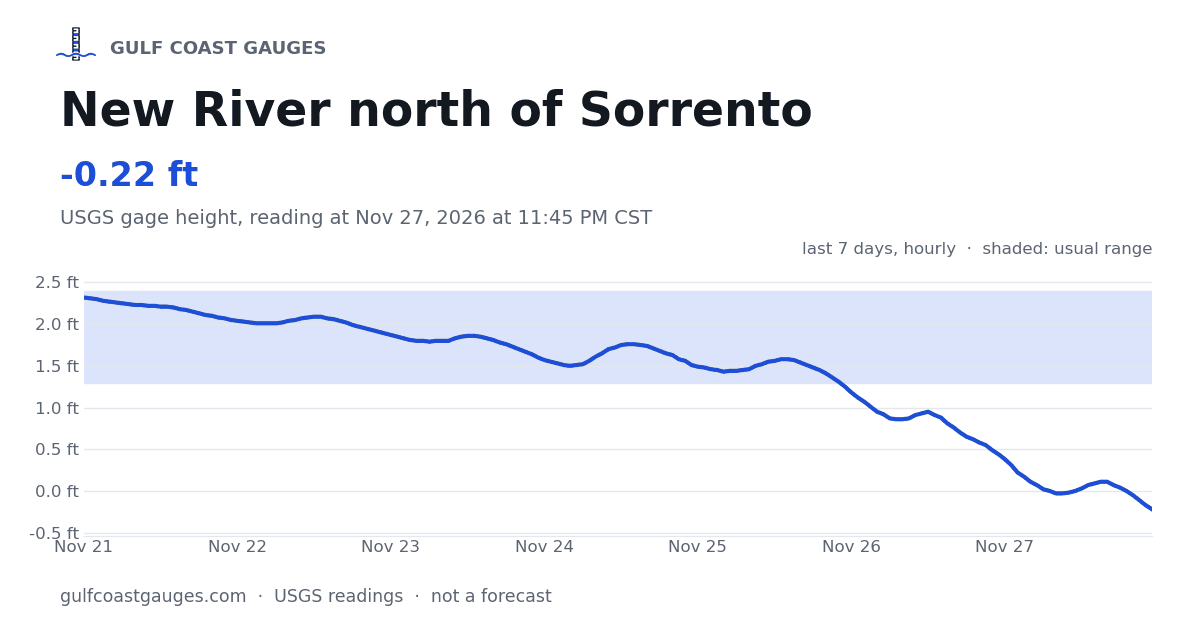 GULF COAST GAUGES
New River north of Sorrento
-0.22 ft
USGS gage height, reading at Nov 27, 2026 at 11:45 PM CST
last 7 days, hourly · shaded: usual range
2.5 ft
2.0 ft
1.5 ft
1.0 ft
0.5 ft
0.0 ft
-0.5 ft
Nov 21 Nov 22 Nov 23 Nov 24 Nov 25 Nov 26 Nov 27
gulfcoastgauges.com · USGS readings · not a forecast